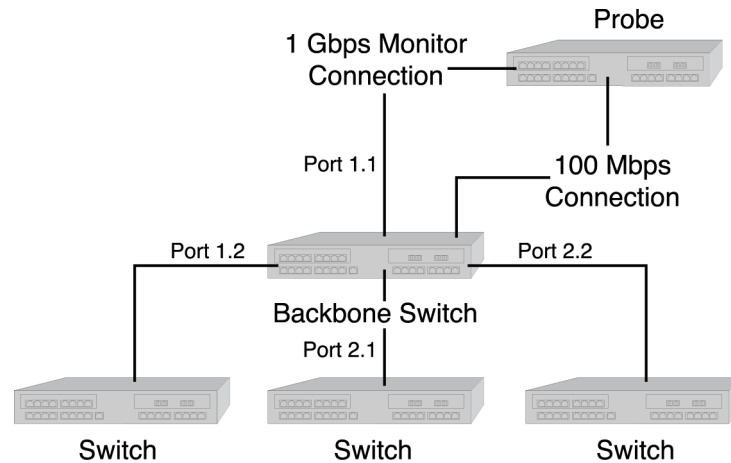 Probe
1 Gbps Monitor
Connection
Port 1.1
100 Mbps
Connection
Port 1.2
Port 2.2
Backbone Switch
Port 2.1
Switch
Switch
Switch